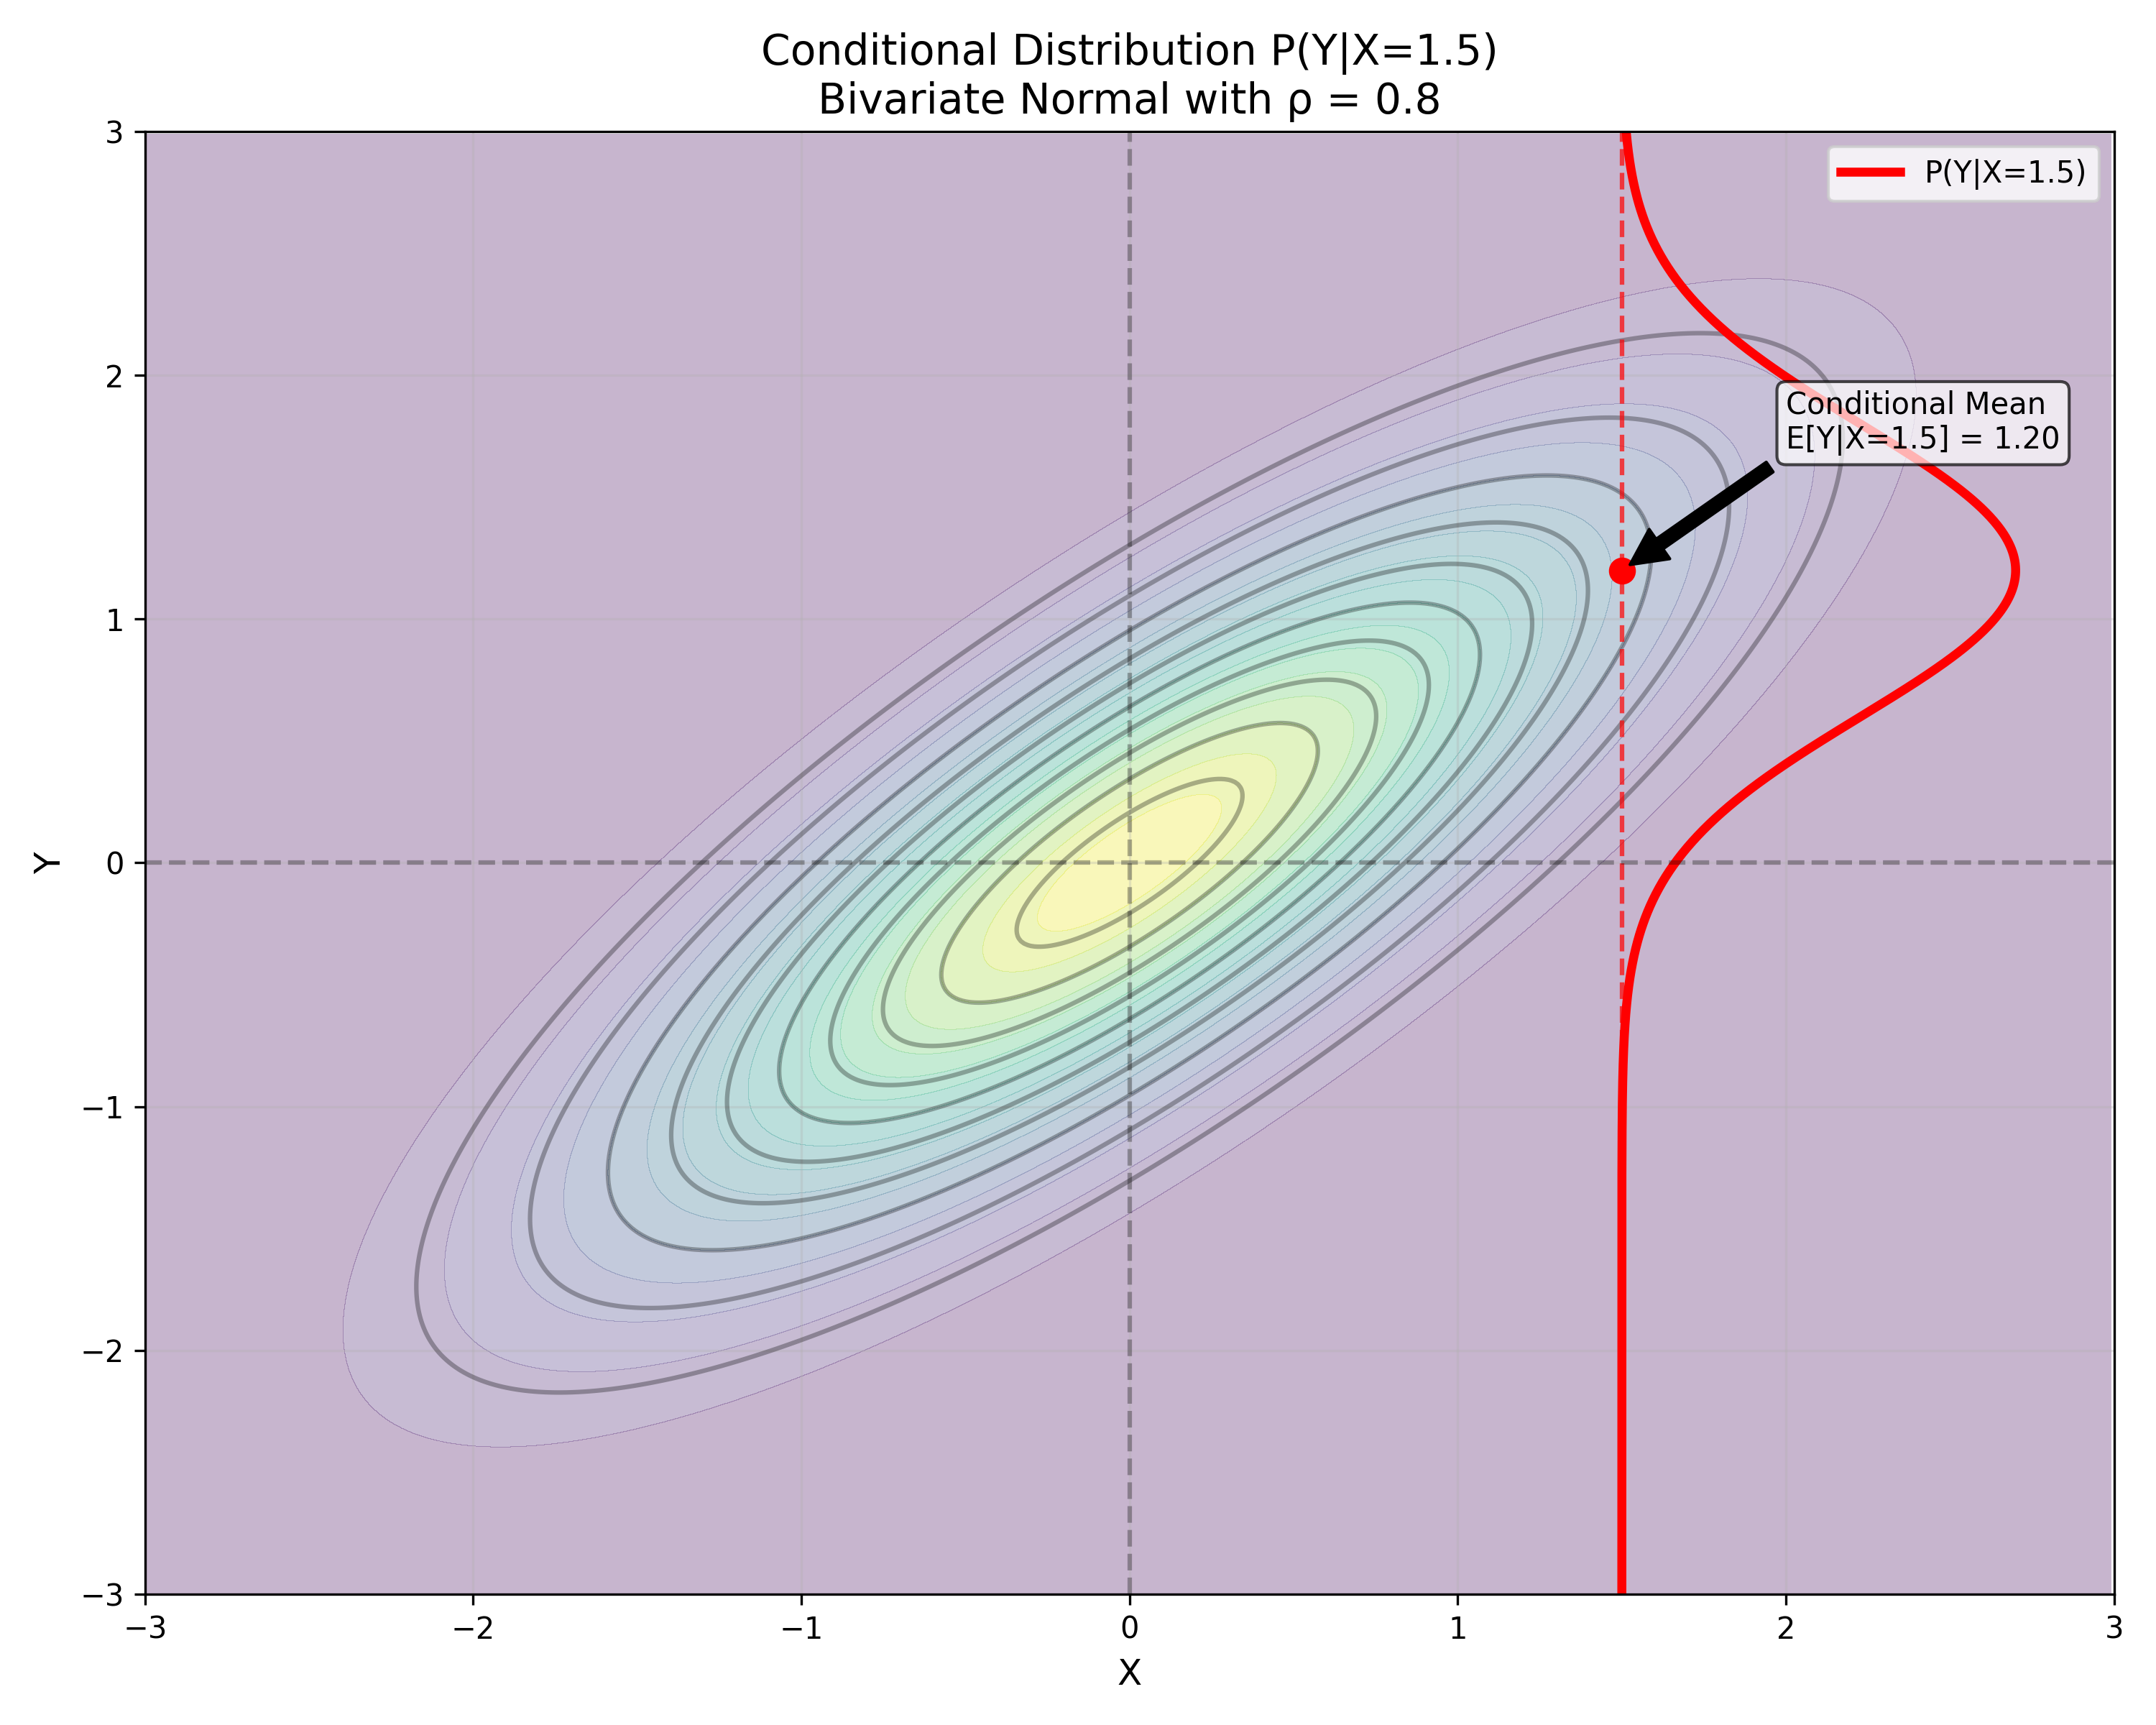 Conditional Distribution P(Y|X=1.5)
Bivariate Normal with ρ = 0.8
P(Y|X=1.5)
Conditional Mean
E[Y|X=1.5] = 1.20
Y
3
2
1
0
−1
−2
−3
−3
−2
−1
0
1
2
3
X